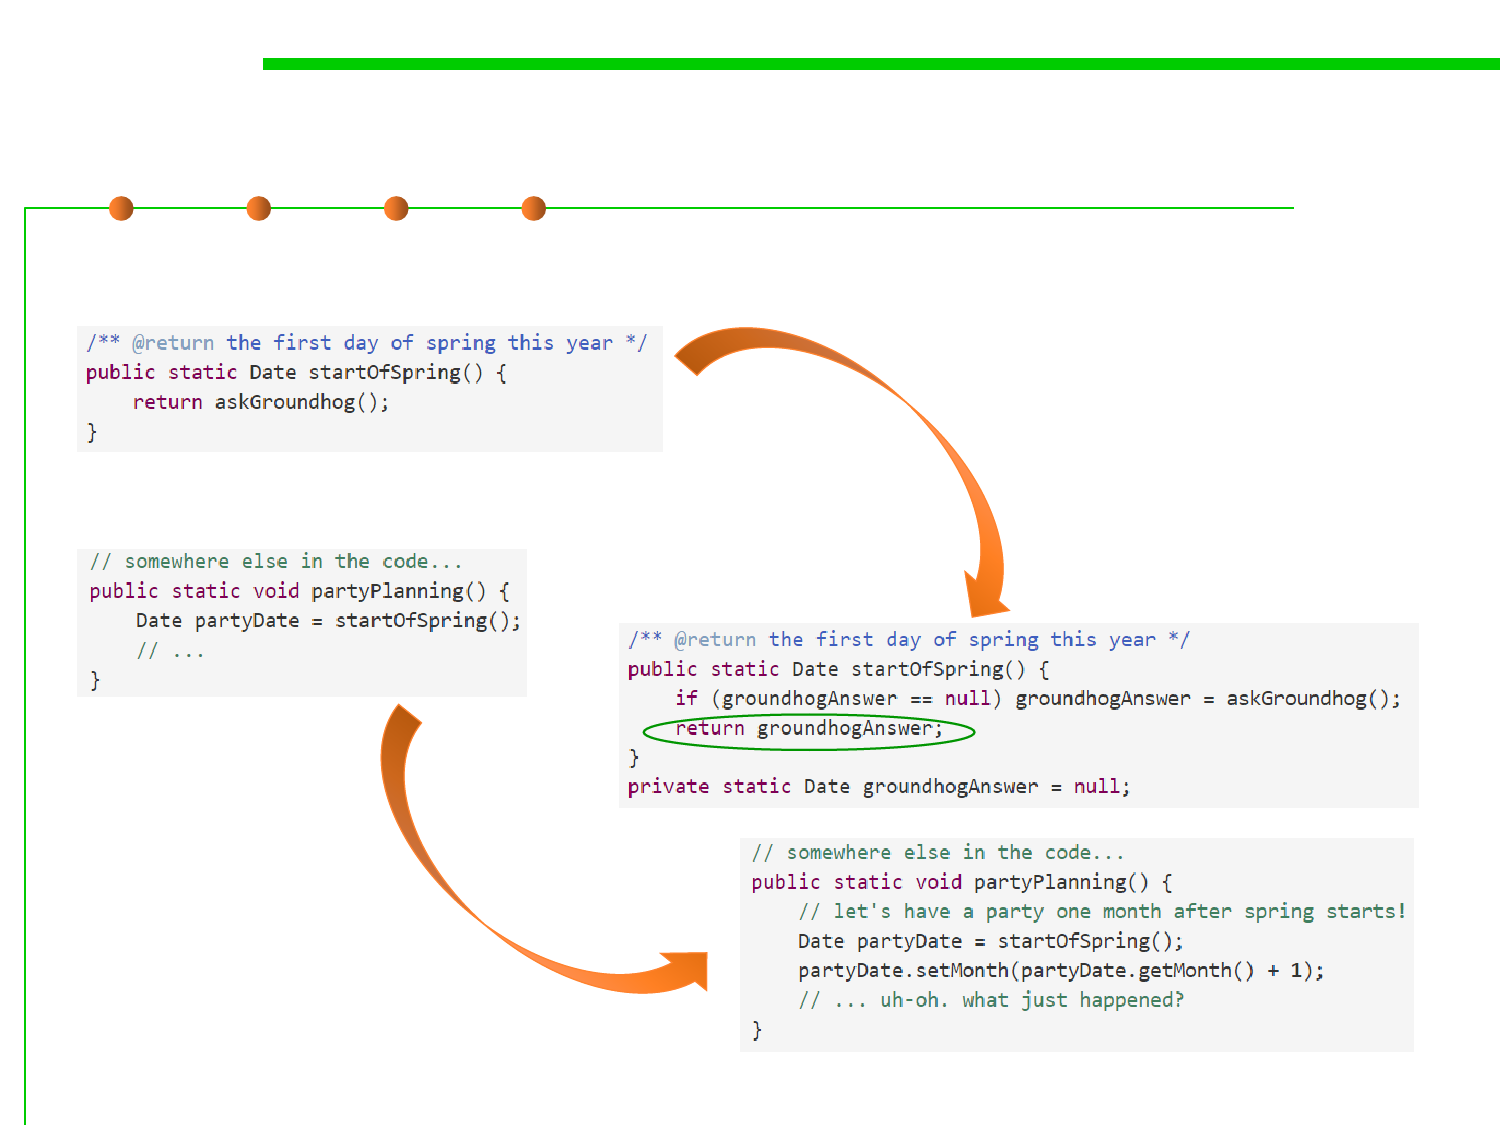 /** @return the first day of spring this year */
public static Date startOfSpring() {
    return askGroundhog();
}
// somewhere else in the code...
public static void partyPlanning() {
    Date partyDate = startOfSpring();
    // ...
}
/** @return the first day of spring this year */
public static Date startOfSpring() {
    if (groundhogAnswer == null) groundhogAnswer = askGroundhog();
    return groundhogAnswer;
}
private static Date groundhogAnswer = null;
// somewhere else in the code...
public static void partyPlanning() {
    // let's have a party one month after spring starts!
    Date partyDate = startOfSpring();
    partyDate.setMonth(partyDate.getMonth() + 1);
    // ... uh-oh. what just happened?
}